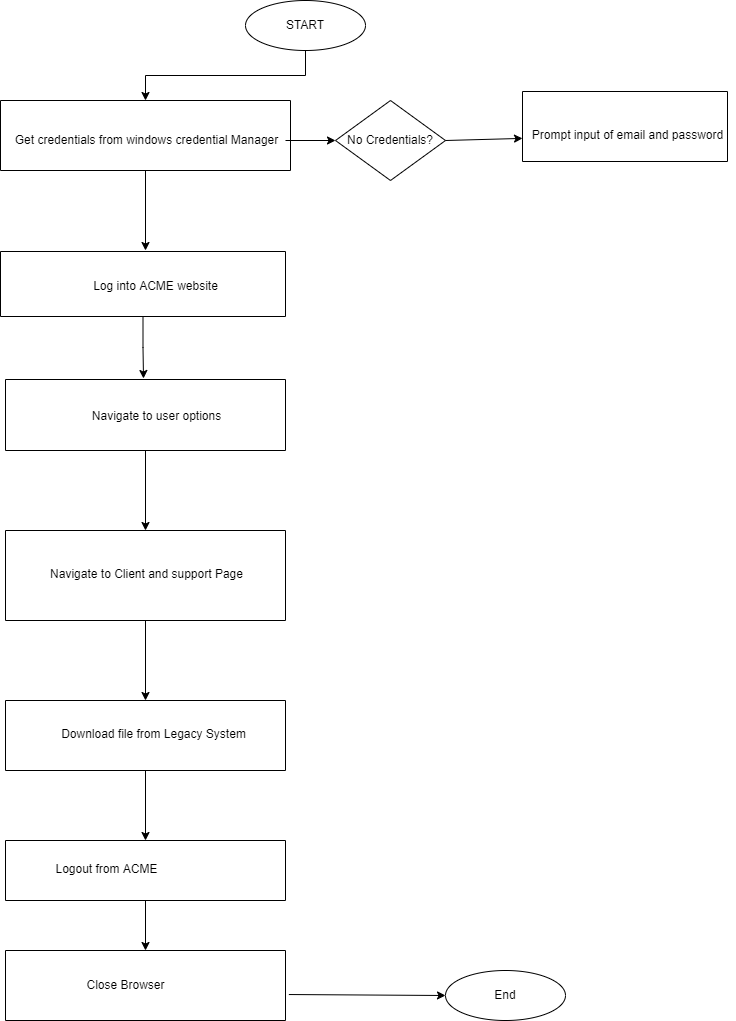 START
Get credentials from windows credential Manager
No Credentials?
Prompt input of email and password
Log into ACME website
Navigate to user options
Navigate to Client and support Page
Download file from Legacy System
Logout from ACME
Close Browser
End